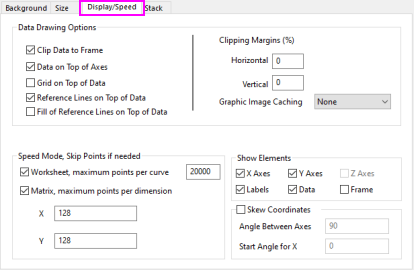 Background Size Display/Speed Stack
Data Drawing Options
Clip Data to Frame
Data on Top of Axes
Grid on Top of Data
Reference Lines on Top of Data
Fill of Reference Lines on Top of Data
Clipping Margins (%)
Horizontal 0
Vertical 0
Graphic Image Caching None
Speed Mode, Skip Points if needed
Worksheet, maximum points per curve 20000
Matrix, maximum points per dimension
X 128
Y 128
Show Elements
X Axes Y Axes Z Axes
Labels Data Frame
Skew Coordinates
Angle Between Axes 90
Start Angle for X 0